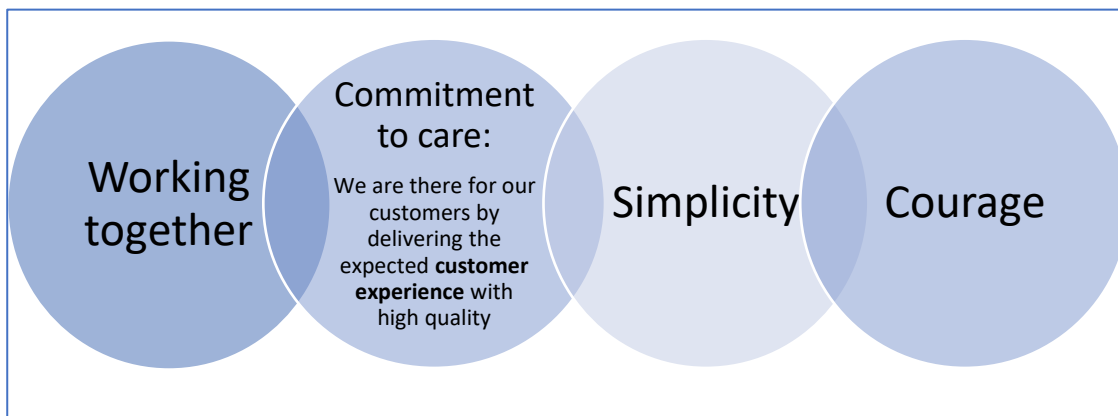 Working
together
Commitment
to care:
We are there for our
customers by
delivering the
expected customer
experience with
high quality
Simplicity
Courage